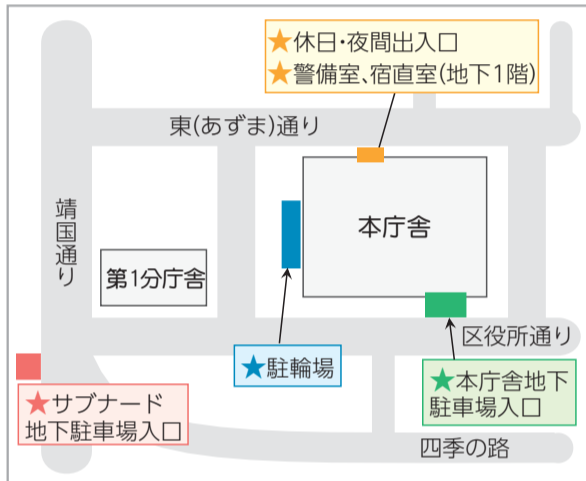 ★休日・夜間出入口
★警備室、宿直室(地下1階)
東(あずま)通り
靖国通り
本庁舎
第1分庁舎
区役所通り
★駐輪場
★本庁舎地下
駐車場入口
★サブナード
地下駐車場入口
四季の路